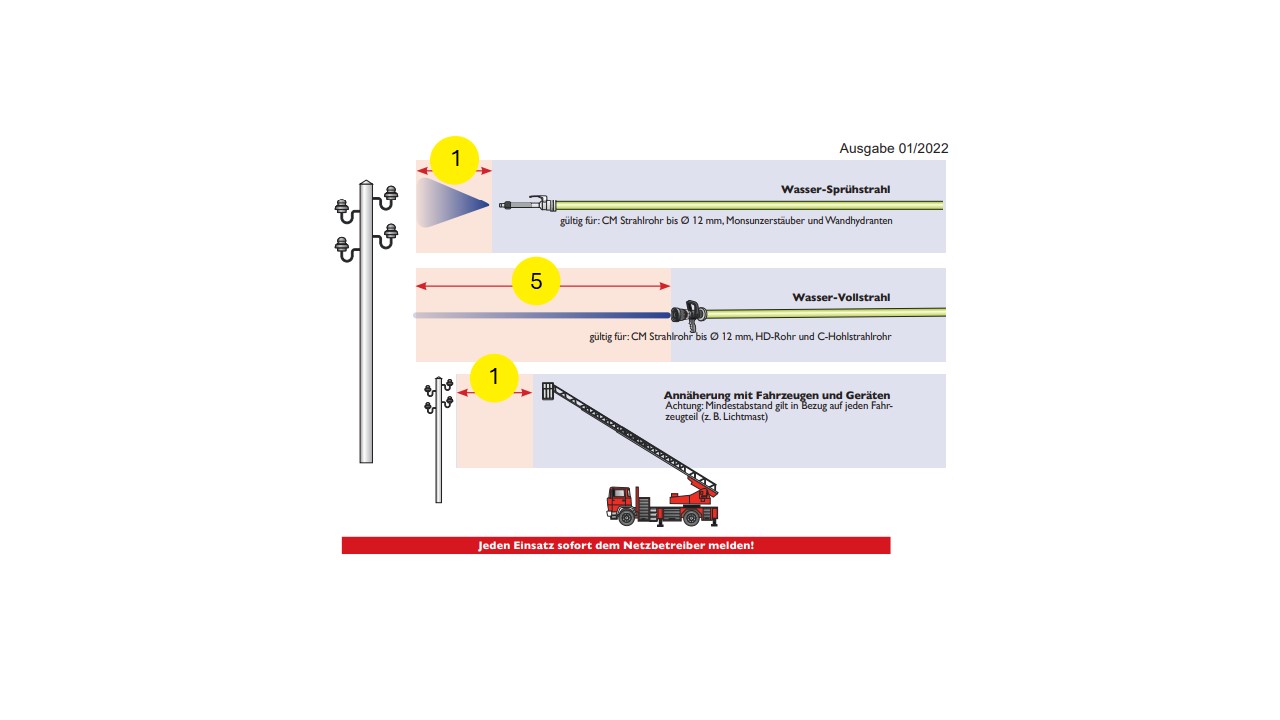 Ausgabe 01/2022
1
Wasser-Sprühstrahl
gültig für: CM Strahlrohr bis Ø 12 mm, Monsunzerstäuber und Wandhydranten
5
Wasser-Vollstrahl
gültig für: CM Strahlrohr bis Ø 12 mm, HD-Rohr und C-Hohlstrahlrohr
1
Annäherung mit Fahrzeugen und Geräten
Achtung: Mindestabstand gilt in Bezug auf jeden Fahr-
zeugteil (z. B. Lichtmast)
Jeden Einsatz sofort dem Netzbetreiber melden!